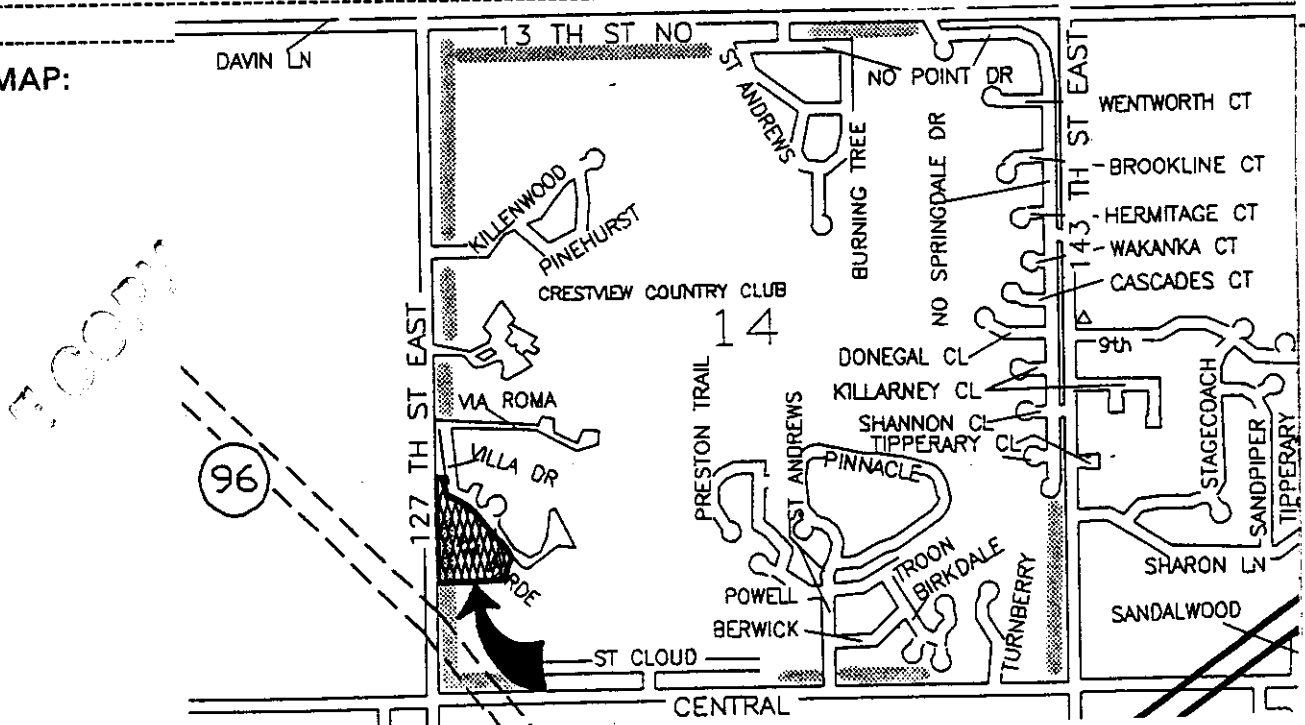 MAP:
DAVIN LN
13 TH ST NO
NO POINT DR
ST ANDREWS
BURNING TREE
NO SPRINGDALE DR
143 TH ST EAST
WENTWORTH CT
BROOKLINE CT
HERMITAGE CT
WAKANKA CT
CASCADES CT
KILLENWOOD
PINEHURST
CRESTVIEW COUNTRY CLUB
14
127 TH ST EAST
9th
DONEGAL CL
KILLARNEY CL
SHANNON CL
TIPPERARY CL
VIA ROMA
VILLA DR
96
PRESTON TRAIL
ST ANDREWS
PINNACLE
STAGECOACH
SANDPIPER
TIPPERARY
RDE
TROON
BIRKDALE
POWELL
BERWICK
TURNBERRY
SHARON LN
SANDALWOOD
ST CLOUD
CENTRAL
COPY